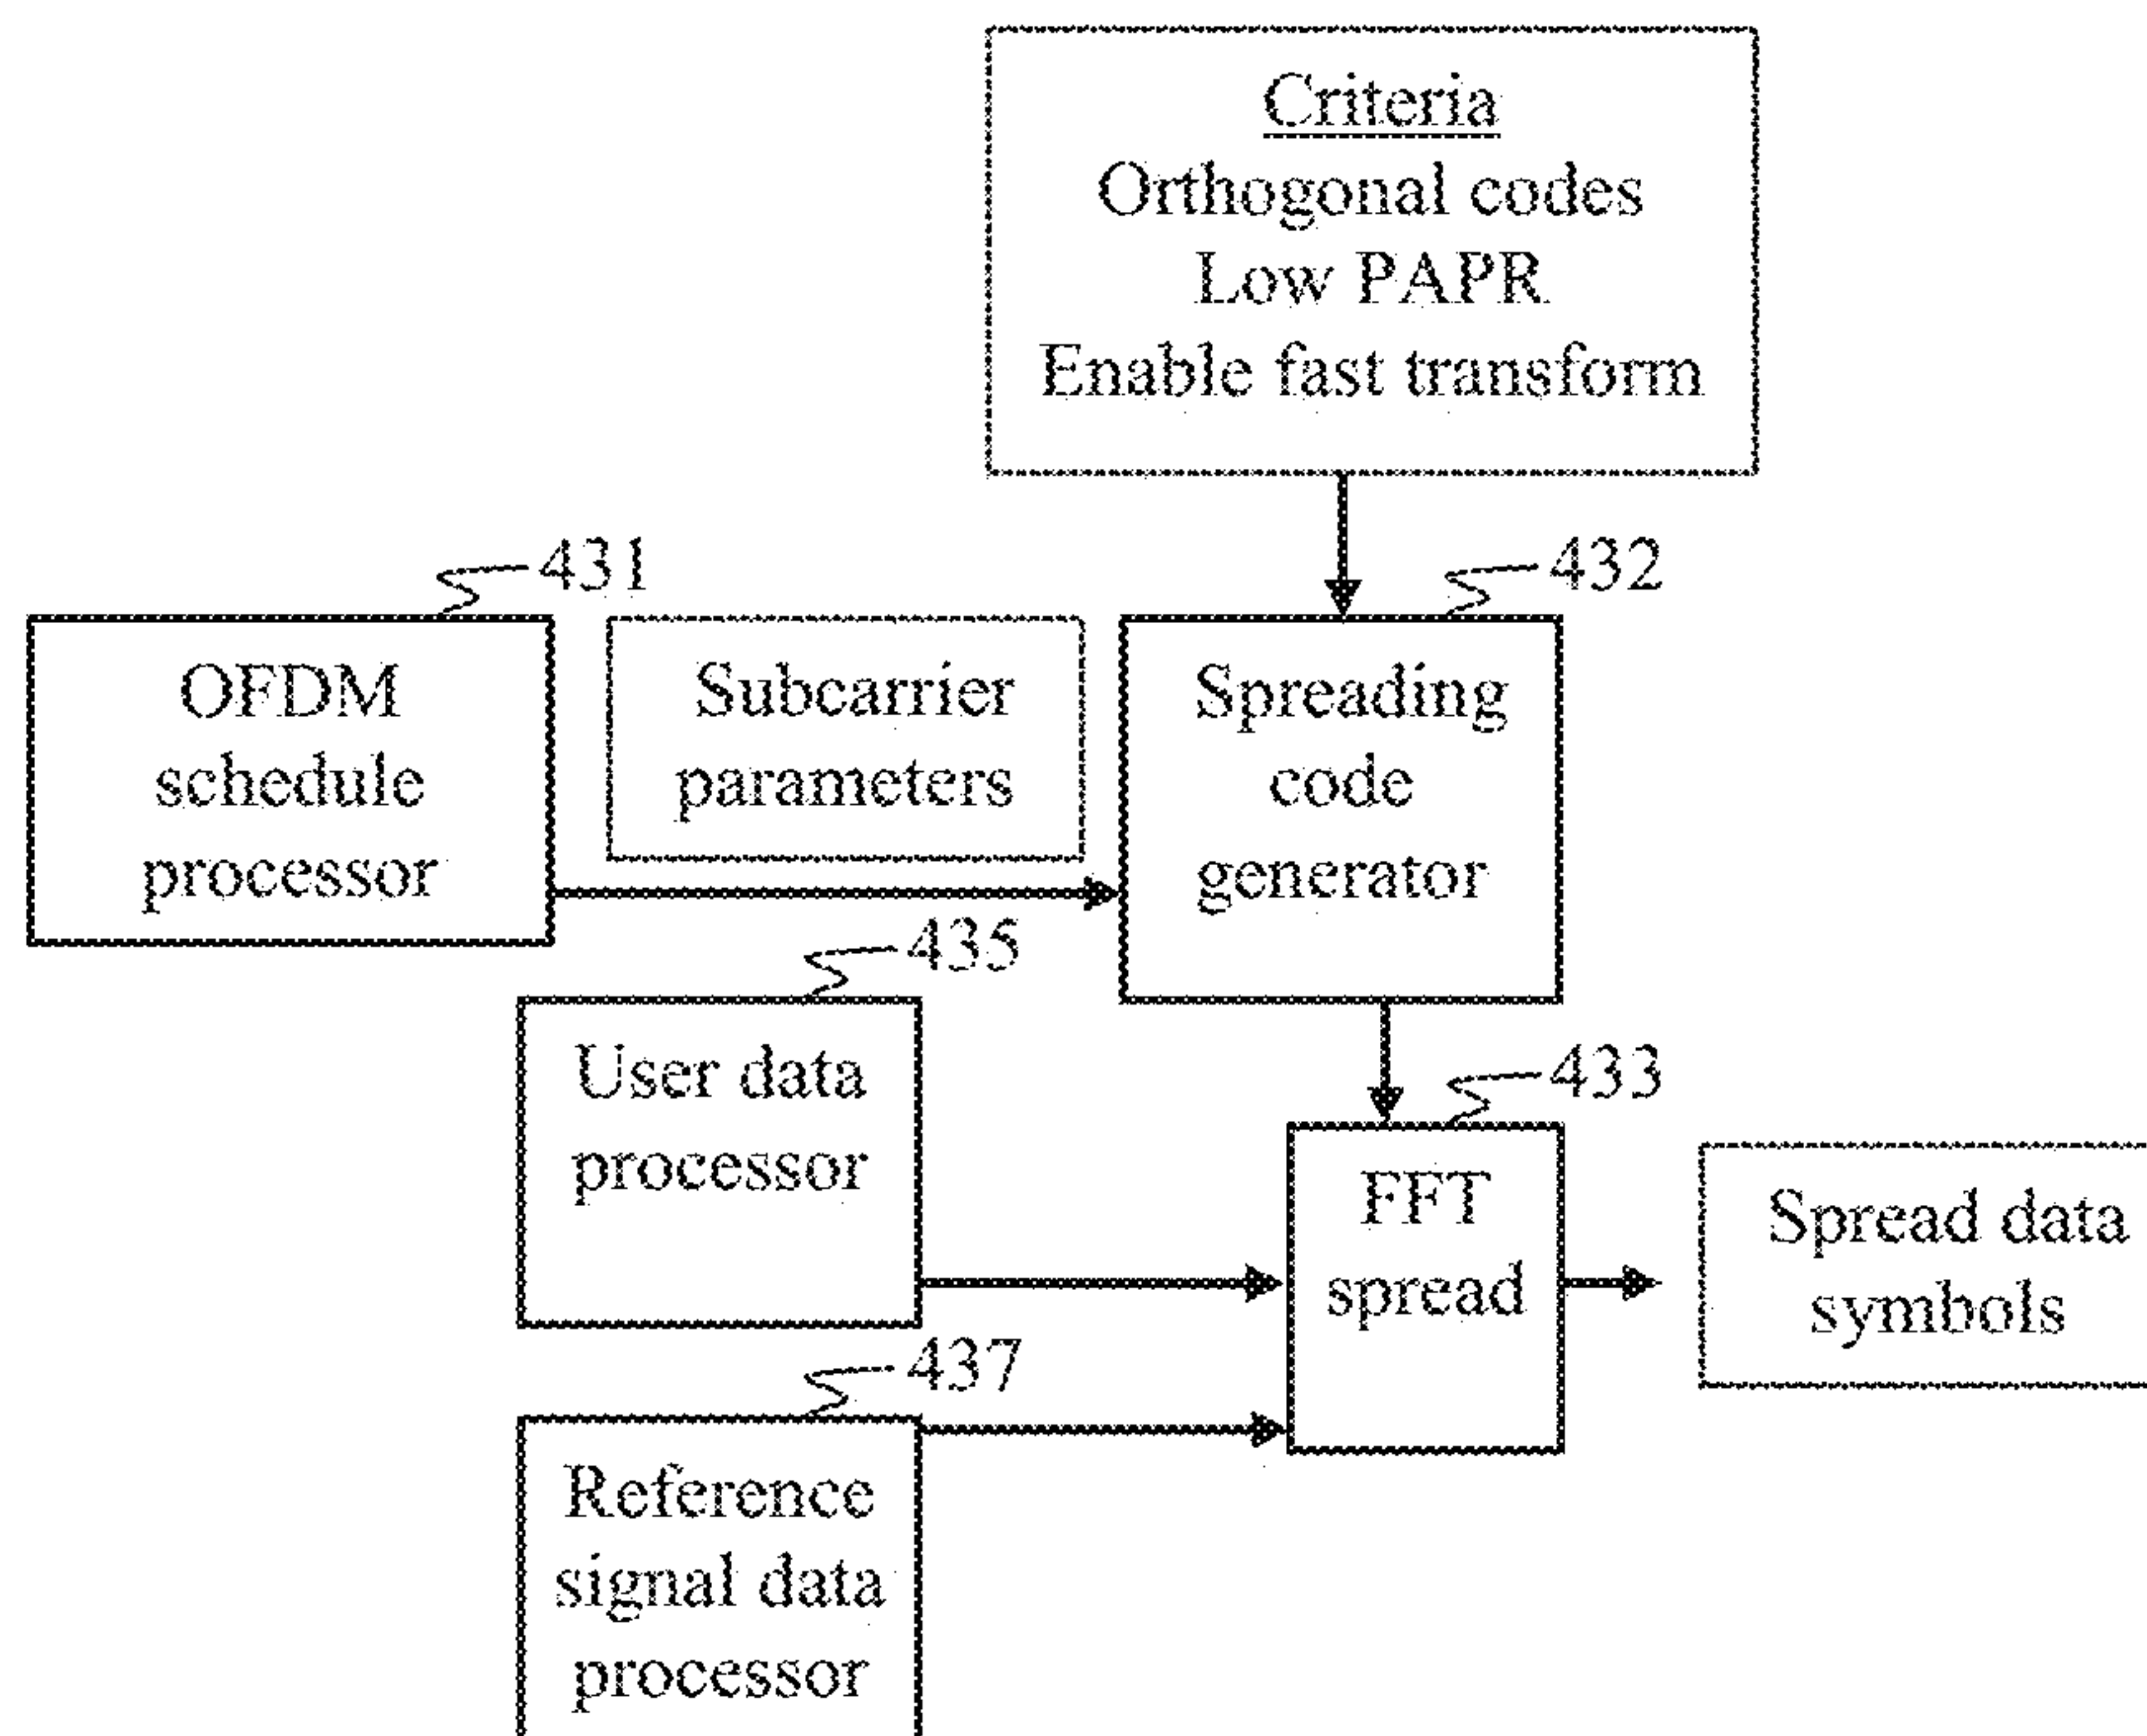 Criteria
Orthogonal codes
Low PAPR
Enable fast transform
431
432
OFDM
schedule
processor
Subcarrier
parameters
Spreading
code
generator
435
User data
processor
433
FFT
spread
Spread data
symbols
437
Reference
signal data
processor